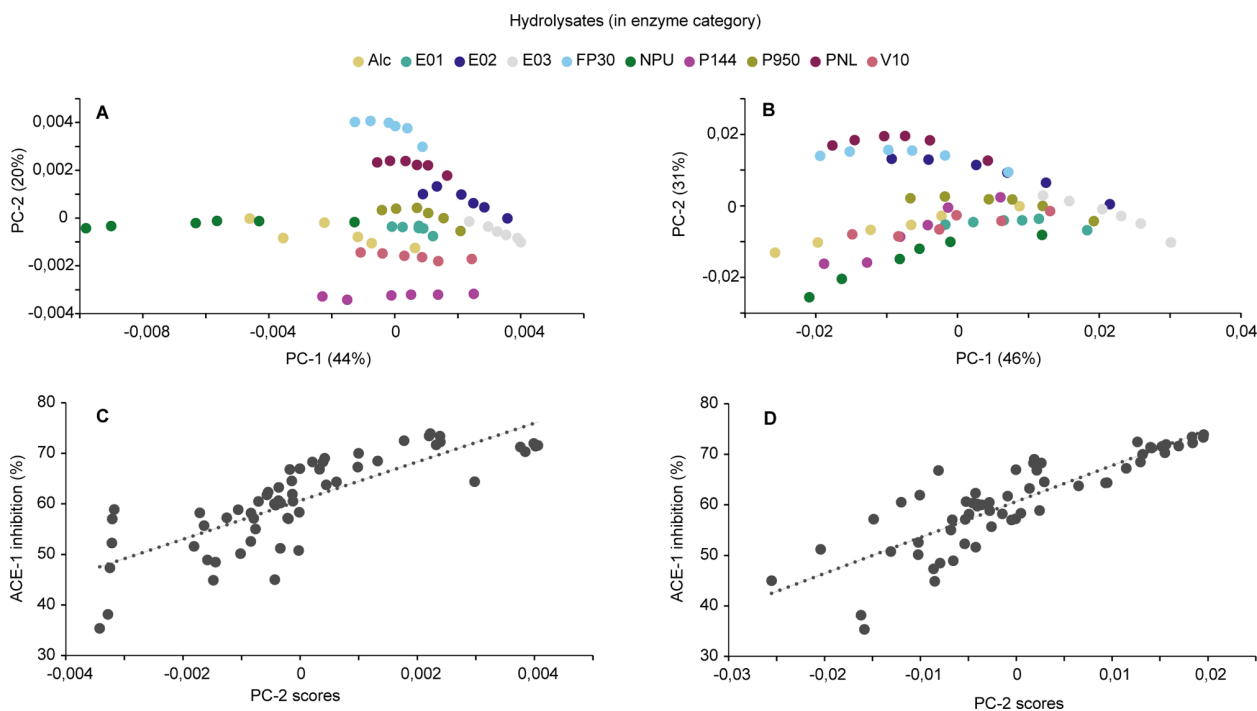 Hydrolysates (in enzyme category)
Alc E01 E02 E03 FP30 NPU P144 P950 PNL V10
A
0,004
0,002
0
-0,002
-0,004
PC-2 (20%)
-0,008 -0,004 0 0,004
PC-1 (44%)
B
0,02
0
-0,02
PC-2 (31%)
-0,02 0 0,02 0,04
PC-1 (46%)
C
80
70
60
50
40
30
ACE-1 inhibition (%)
-0,004 -0,002 0 0,002 0,004
PC-2 scores
D
80
70
60
50
40
30
ACE-1 inhibition (%)
-0,03 -0,02 -0,01 0 0,01 0,02
PC-2 scores